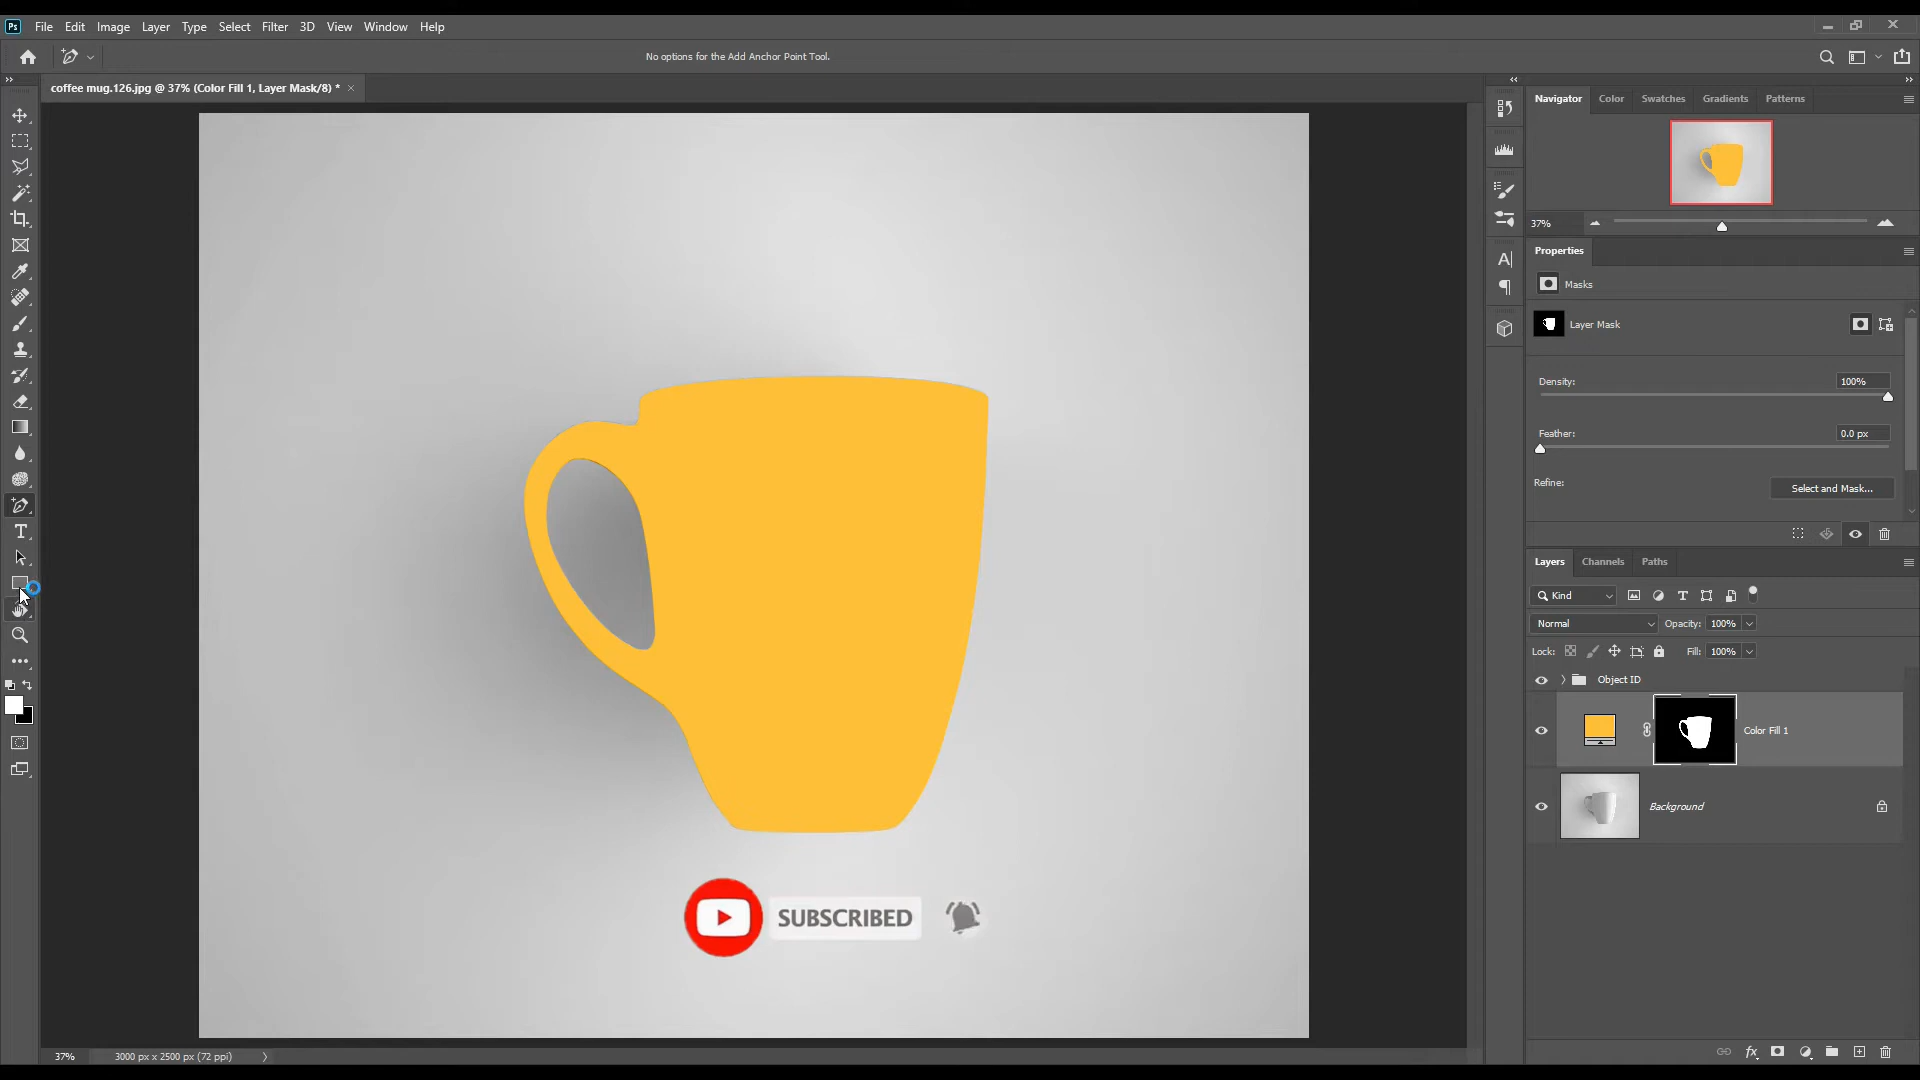 Ps File Edit Image Layer Type Select Filter 3D View Window Help
No options for the Add Anchor Point Tool.
coffee mug.126.jpg @ 37% (Color Fill 1, Layer Mask/8) * ×
Navigator Color Swatches Gradients Patterns
37%
Properties
Masks
Layer Mask
Density: 100%
Feather: 0.0 px
Refine: Select and Mask...
Layers Channels Paths
Kind
Normal Opacity: 100%
Lock: Fill: 100%
Object ID
Color Fill 1
Background
SUBSCRIBED
37% 3000 px x 2500 px (72 ppi)